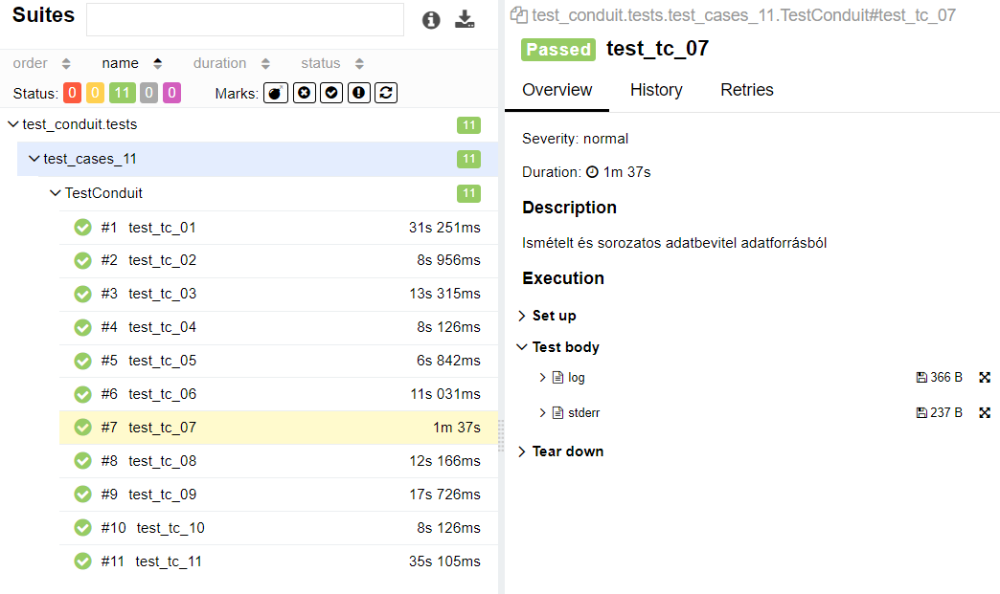 Suites
order name duration status
Status: 0 0 11 0 0 Marks:
test_conduit.tests 11
test_cases_11 11
TestConduit 11
#1 test_tc_01 31s 251ms
#2 test_tc_02 8s 956ms
#3 test_tc_03 13s 315ms
#4 test_tc_04 8s 126ms
#5 test_tc_05 6s 842ms
#6 test_tc_06 11s 031ms
#7 test_tc_07 1m 37s
#8 test_tc_08 12s 166ms
#9 test_tc_09 17s 726ms
#10 test_tc_10 8s 126ms
#11 test_tc_11 35s 105ms
test_conduit.tests.test_cases_11.TestConduit#test_tc_07
Passed test_tc_07
Overview History Retries
Severity: normal
Duration: 1m 37s
Description
Ismételt és sorozatos adatbevitel adatforrásból
Execution
Set up
Test body
log 366 B
stderr 237 B
Tear down